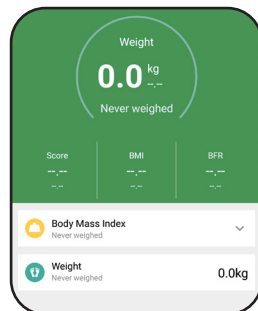 Weight
0.0 kg
--.--
Never weighed
Score BMI BFR
--.-- --.-- --.--
--.-- --.-- --.--
Body Mass Index
Never weighed
Weight
Never weighed
0.0kg